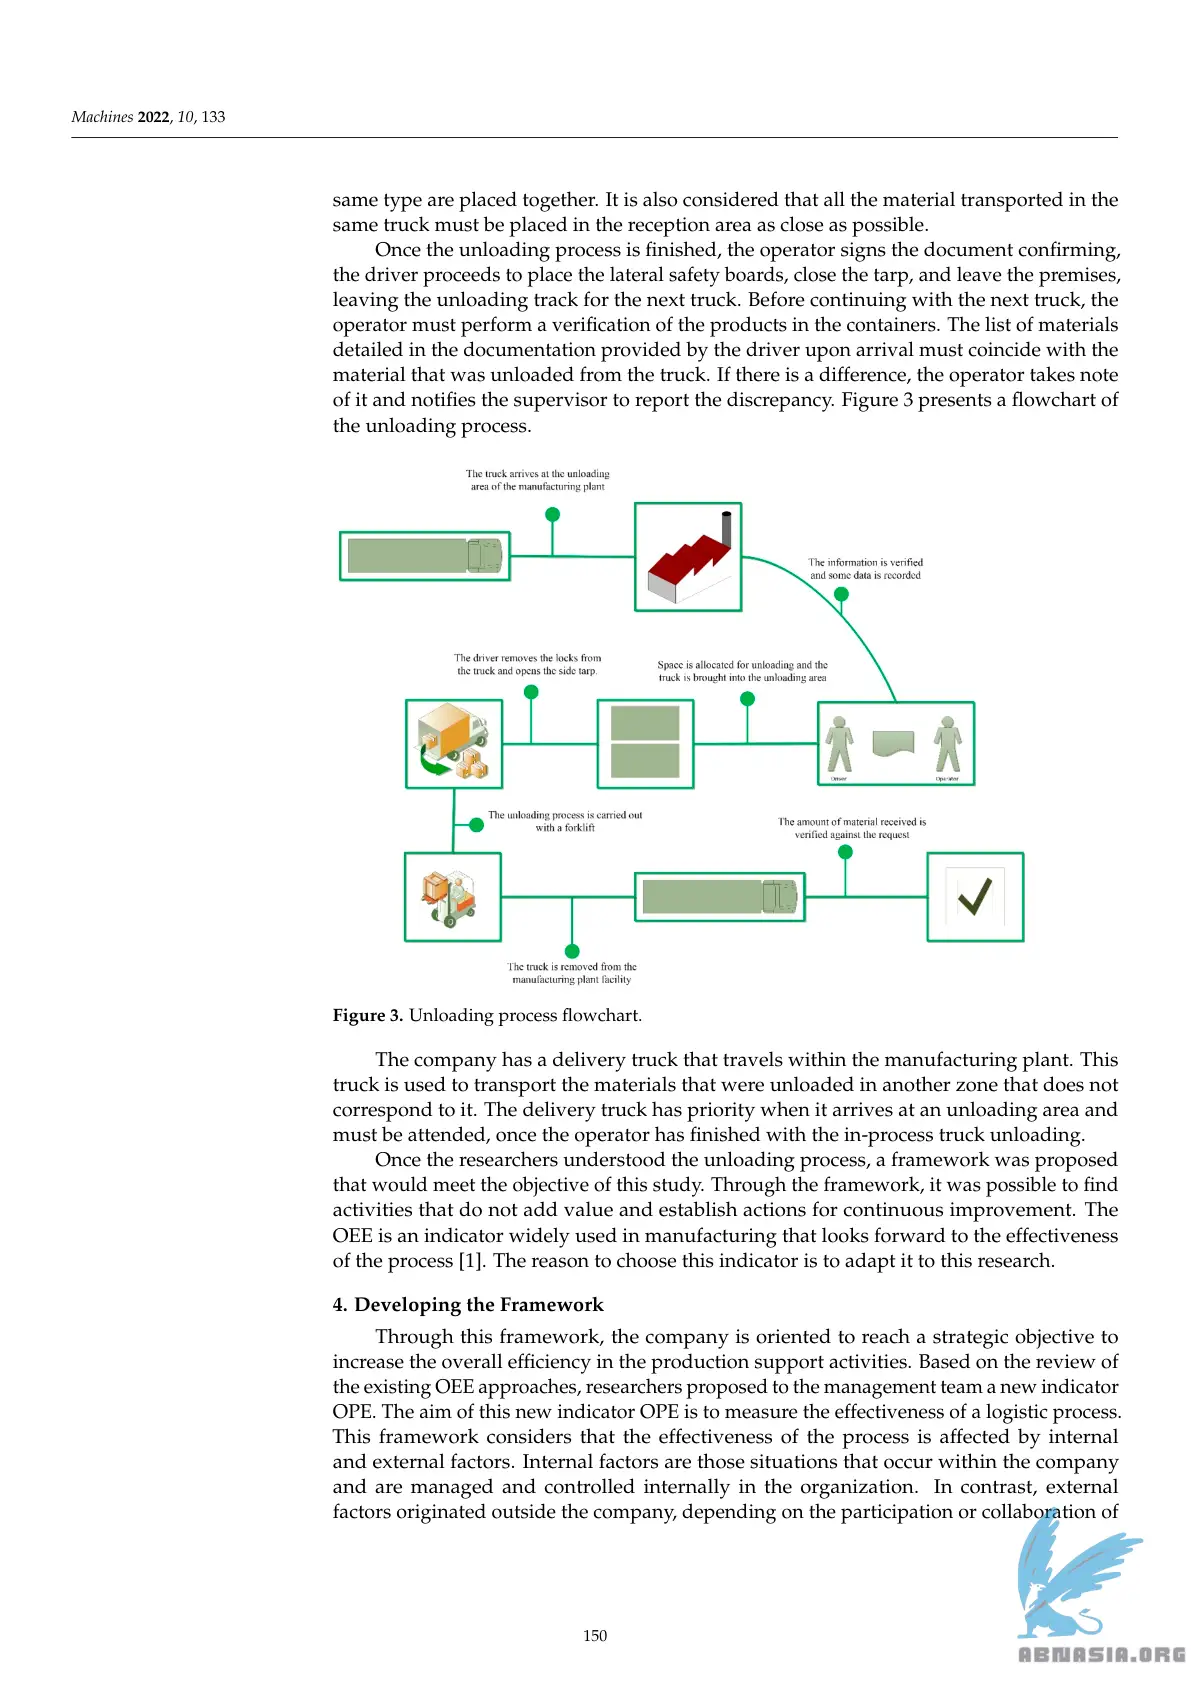 Machines 2022, 10, 133
same type are placed together. It is also considered that all the material transported in the
same truck must be placed in the reception area as close as possible.
Once the unloading process is finished, the operator signs the document confirming,
the driver proceeds to place the lateral safety boards, close the tarp, and leave the premises,
leaving the unloading track for the next truck. Before continuing with the next truck, the
operator must perform a verification of the products in the containers. The list of materials
detailed in the documentation provided by the driver upon arrival must coincide with the
material that was unloaded from the truck. If there is a difference, the operator takes note
of it and notifies the supervisor to report the discrepancy. Figure 3 presents a flowchart of
the unloading process.
The truck arrives at the unloading
area of the manufacturing plant
The information is verified
and some data is recorded
The driver removes the locks from
the truck and opens the side tarp.
Space is allocated for unloading and the
truck is brought into the unloading area
Driver
Operator
The unloading process is carried out
with a forklift
The amount of material received is
verified against the request
The truck is removed from the
manufacturing plant facility
Figure 3. Unloading process flowchart.
The company has a delivery truck that travels within the manufacturing plant. This
truck is used to transport the materials that were unloaded in another zone that does not
correspond to it. The delivery truck has priority when it arrives at an unloading area and
must be attended, once the operator has finished with the in-process truck unloading.
Once the researchers understood the unloading process, a framework was proposed
that would meet the objective of this study. Through the framework, it was possible to find
activities that do not add value and establish actions for continuous improvement. The
OEE is an indicator widely used in manufacturing that looks forward to the effectiveness
of the process [1]. The reason to choose this indicator is to adapt it to this research.
4. Developing the Framework
Through this framework, the company is oriented to reach a strategic objective to
increase the overall efficiency in the production support activities. Based on the review of
the existing OEE approaches, researchers proposed to the management team a new indicator
OPE. The aim of this new indicator OPE is to measure the effectiveness of a logistic process.
This framework considers that the effectiveness of the process is affected by internal
and external factors. Internal factors are those situations that occur within the company
and are managed and controlled internally in the organization. In contrast, external
factors originated outside the company, depending on the participation or collaboration of
150
ABNASIA.ORG